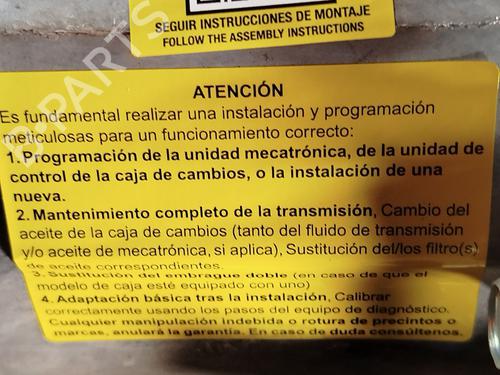 SEGUIR INSTRUCCIONES DE MONTAJE
FOLLOW THE ASSEMBLY INSTRUCTIONS
ATENCIÓN
Es fundamental realizar una instalación y programación
meticulosas para un funcionamiento correcto:
1. Programación de la unidad mecatrónica, de la unidad de
control de la caja de cambios, o la instalación de una
nueva.
2. Mantenimiento completo de la transmisión, Cambio del
aceite de la caja de cambios (tanto del fluido de transmisión
y/o aceite de mecatrónica, si aplica), Sustitución del/los filtro(s)
de aceite correspondientes.
3. Sustitución del embrague doble (en caso de que el
modelo de caja esté equipado con uno)
4. Adaptación básica tras la instalación, Calibrar
correctamente usando los pasos del equipo de diagnóstico.
Cualquier manipulación indebida o rotura de precintos o
marcas, anulará la garantía. En caso de duda consúltenos.
B-PARTS